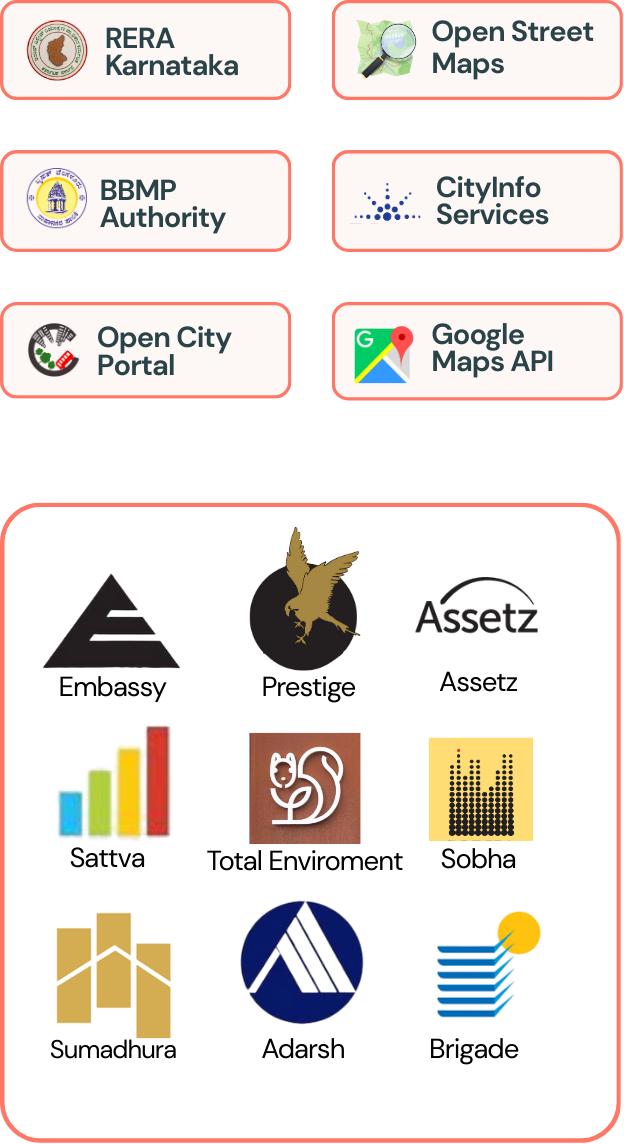 RERA
Karnataka
Open Street
Maps
BBMP
Authority
CityInfo
Services
Open City
Portal
G
Google
Maps API
Assetz
Embassy
Prestige
Assetz
Sattva
Total Enviroment
Sobha
Sumadhura
Adarsh
Brigade